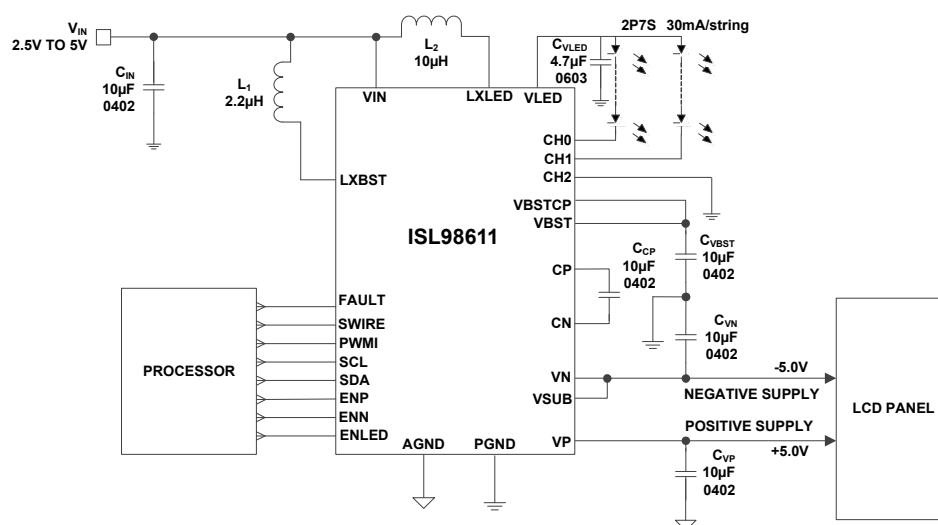 VIN
2.5V TO 5V
CIN
10µF
0402
L1
2.2µH
L2
10µH
CVLED
4.7µF
0603
2P7S 30mA/string
VIN
LXLED
VLED
CH0
CH1
CH2
LXBST
VBSTCP
VBST
ISL98611
CP
CN
CCP
10µF
0402
CVBST
10µF
0402
CVN
10µF
0402
PROCESSOR
FAULT
SWIRE
PWMI
SCL
SDA
ENP
ENN
ENLED
AGND
PGND
VN
VSUB
VP
-5.0V
NEGATIVE SUPPLY
POSITIVE SUPPLY
+5.0V
CVP
10µF
0402
LCD PANEL